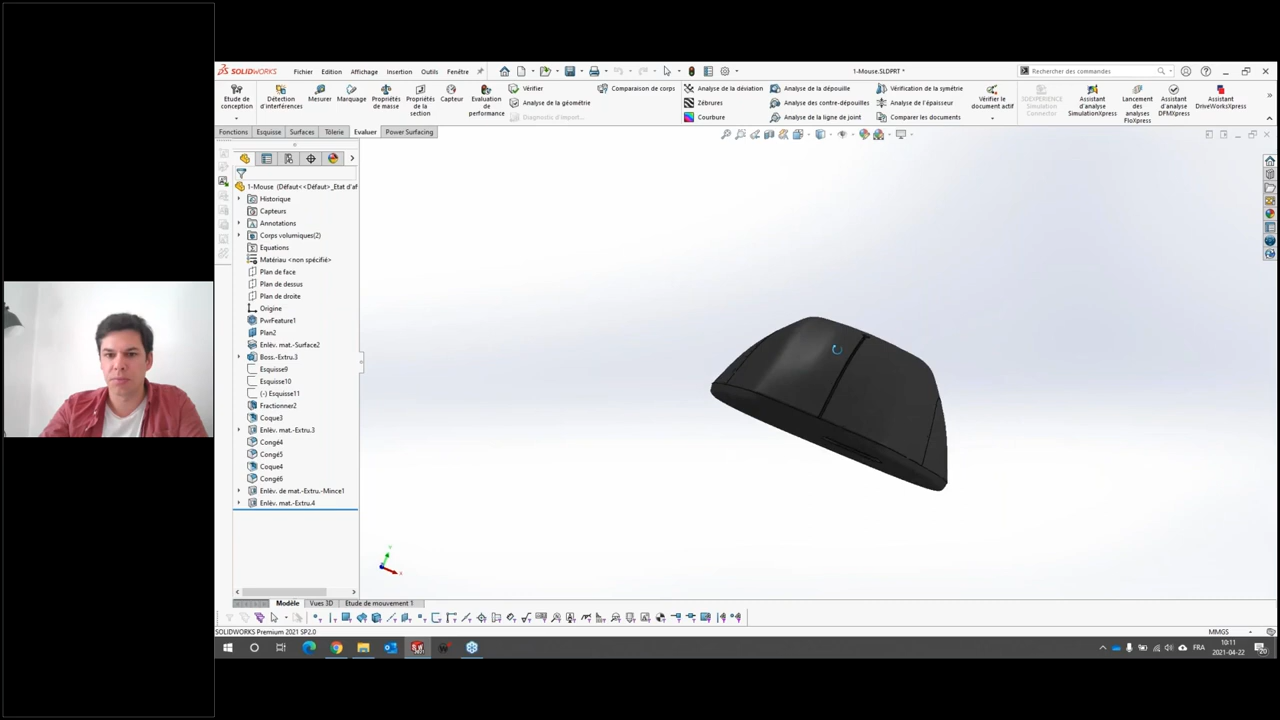 SOLIDWORKS Fichier Edition Affichage Insertion Outils Fenêtre 1-Mouse.SLDPRT * Rechercher des commandes
Etude de conception
Détection d'interférences
Mesurer
Marquage
Propriétés de masse
Propriétés de section
Capteur
Evaluation de performance
Vérifier
Analyse de la géométrie
Diagnostic d'import...
Comparaison de corps
Analyse de la déviation
Zébrures
Courbure
Analyse de la dépouille
Analyse des contre-dépouilles
Analyse de la ligne de joint
Vérification de la symétrie
Analyse de l'épaisseur
Comparer les documents
Vérifier le document actif
3DEXPERIENCE Simulation Connector
Assistant d'analyse SimulationXpress
Lancement des analyses FloXpress
Assistant d'analyse DFMXpress
Assistant DriveWorksXpress
Fonctions Esquisse Surfaces Tôlerie Evaluer Power Surfacing
1-Mouse (Défaut<<Défaut>_Etat d'af
Historique
Capteurs
Annotations
Corps volumiques(2)
Equations
Matériau <non spécifié>
Plan de face
Plan de dessus
Plan de droite
Origine
PwrFeature1
Plan2
Enlèv. mat.-Surface2
Boss.-Extru.3
Esquisse9
Esquisse10
(-) Esquisse11
Fractionner2
Coque3
Enlèv. mat.-Extru.3
Congé4
Congé5
Coque4
Congé6
Enlèv. de mat.-Extru.-Mince1
Enlèv. mat.-Extru.4
Modèle Vues 3D Etude de mouvement 1
SOLIDWORKS Premium 2021 SP2.0 MMGS
FRA
10:11
2021-04-22